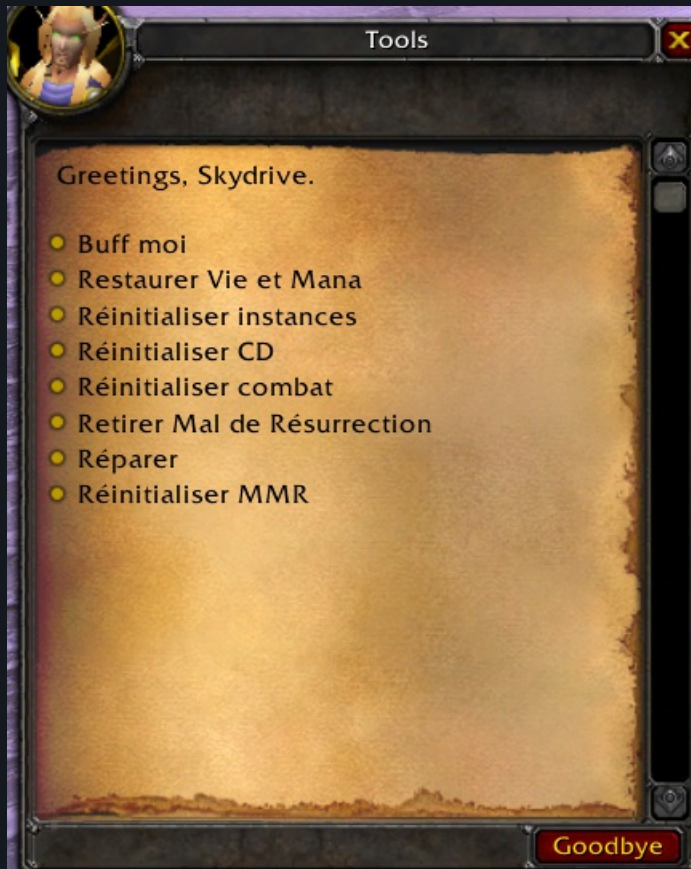 Tools
Greetings, Skydrive.
Buff moi
Restaurer Vie et Mana
Réinitialiser instances
Réinitialiser CD
Réinitialiser combat
Retirer Mal de Résurrection
Réparer
Réinitialiser MMR
Goodbye